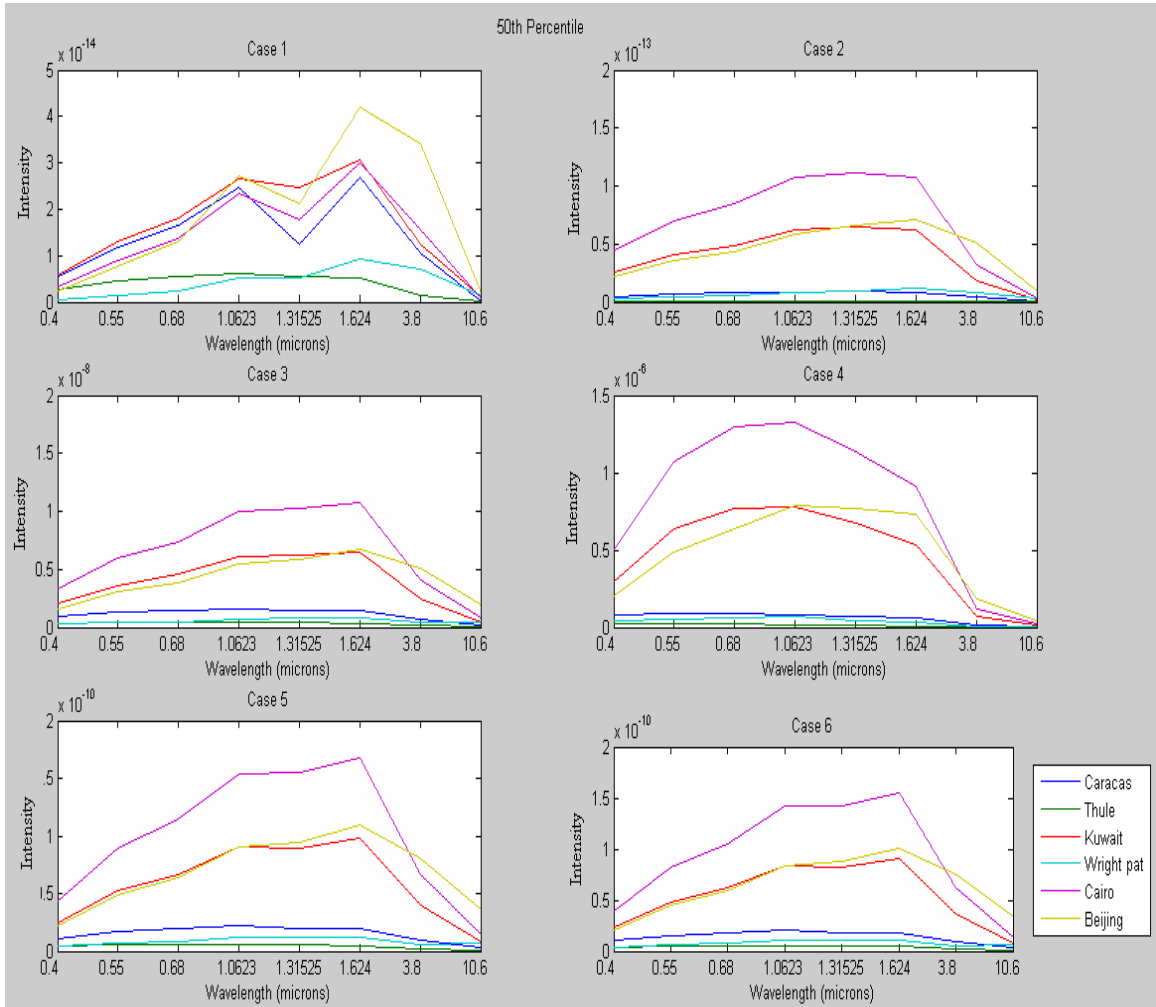 50th Percentile
x 10^-14
Case 1
5
4
3
2
1
0
Intensity
0.4 0.55 0.68 1.0623 1.31525 1.624 3.8 10.6
Wavelength (microns)
x 10^-13
Case 2
2
1.5
1
0.5
0
Intensity
0.4 0.55 0.68 1.0623 1.31525 1.624 3.8 10.6
Wavelength (microns)
x 10^-8
Case 3
2
1.5
1
0.5
0
Intensity
0.4 0.55 0.68 1.0623 1.31525 1.624 3.8 10.6
Wavelength (microns)
x 10^-6
Case 4
1.5
1
0.5
0
Intensity
0.4 0.55 0.68 1.0623 1.31525 1.624 3.8 10.6
Wavelength (microns)
x 10^-10
Case 5
2
.5
1
1.5
0
Intensity
0.4 0.55 0.68 1.0623 1.31525 1.624 3.8 10.6
Wavelength (microns)
x 10^-10
Case 6
2
1.5
1
0.5
0
Intensity
0.4 0.55 0.68 1.0623 1.31525 1.624 3.8 10.6
Wavelength (microns)
Caracas
Thule
Kuwait
Wright pat
Cairo
Beijing